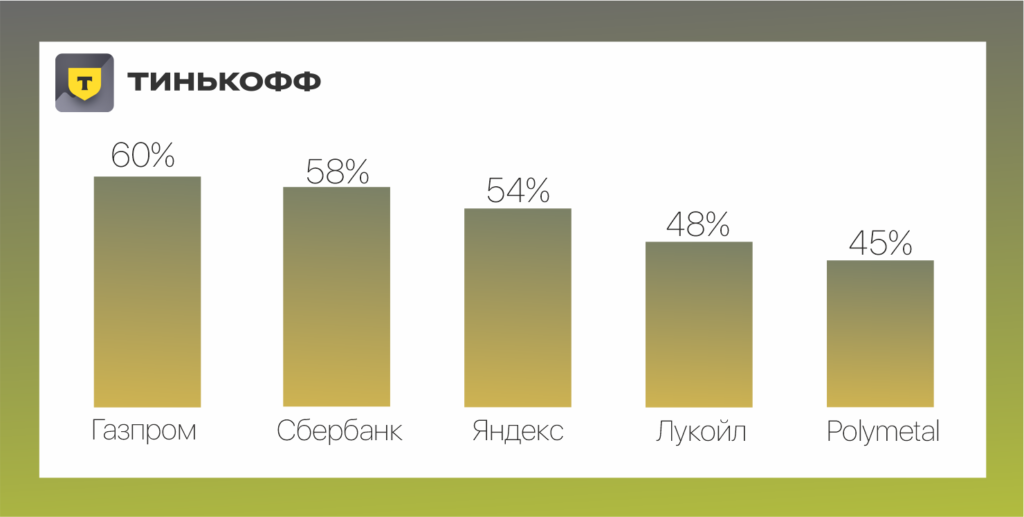 Т
ТИНЬКОФФ
60%
58%
54%
48%
45%
Газпром
Сбербанк
Яндекс
Лукойл
Polymetal